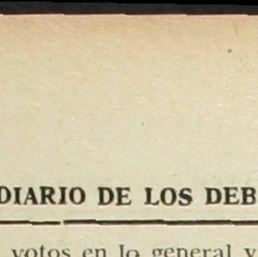 DIARIO DE LOS DEB
votos en lo general y